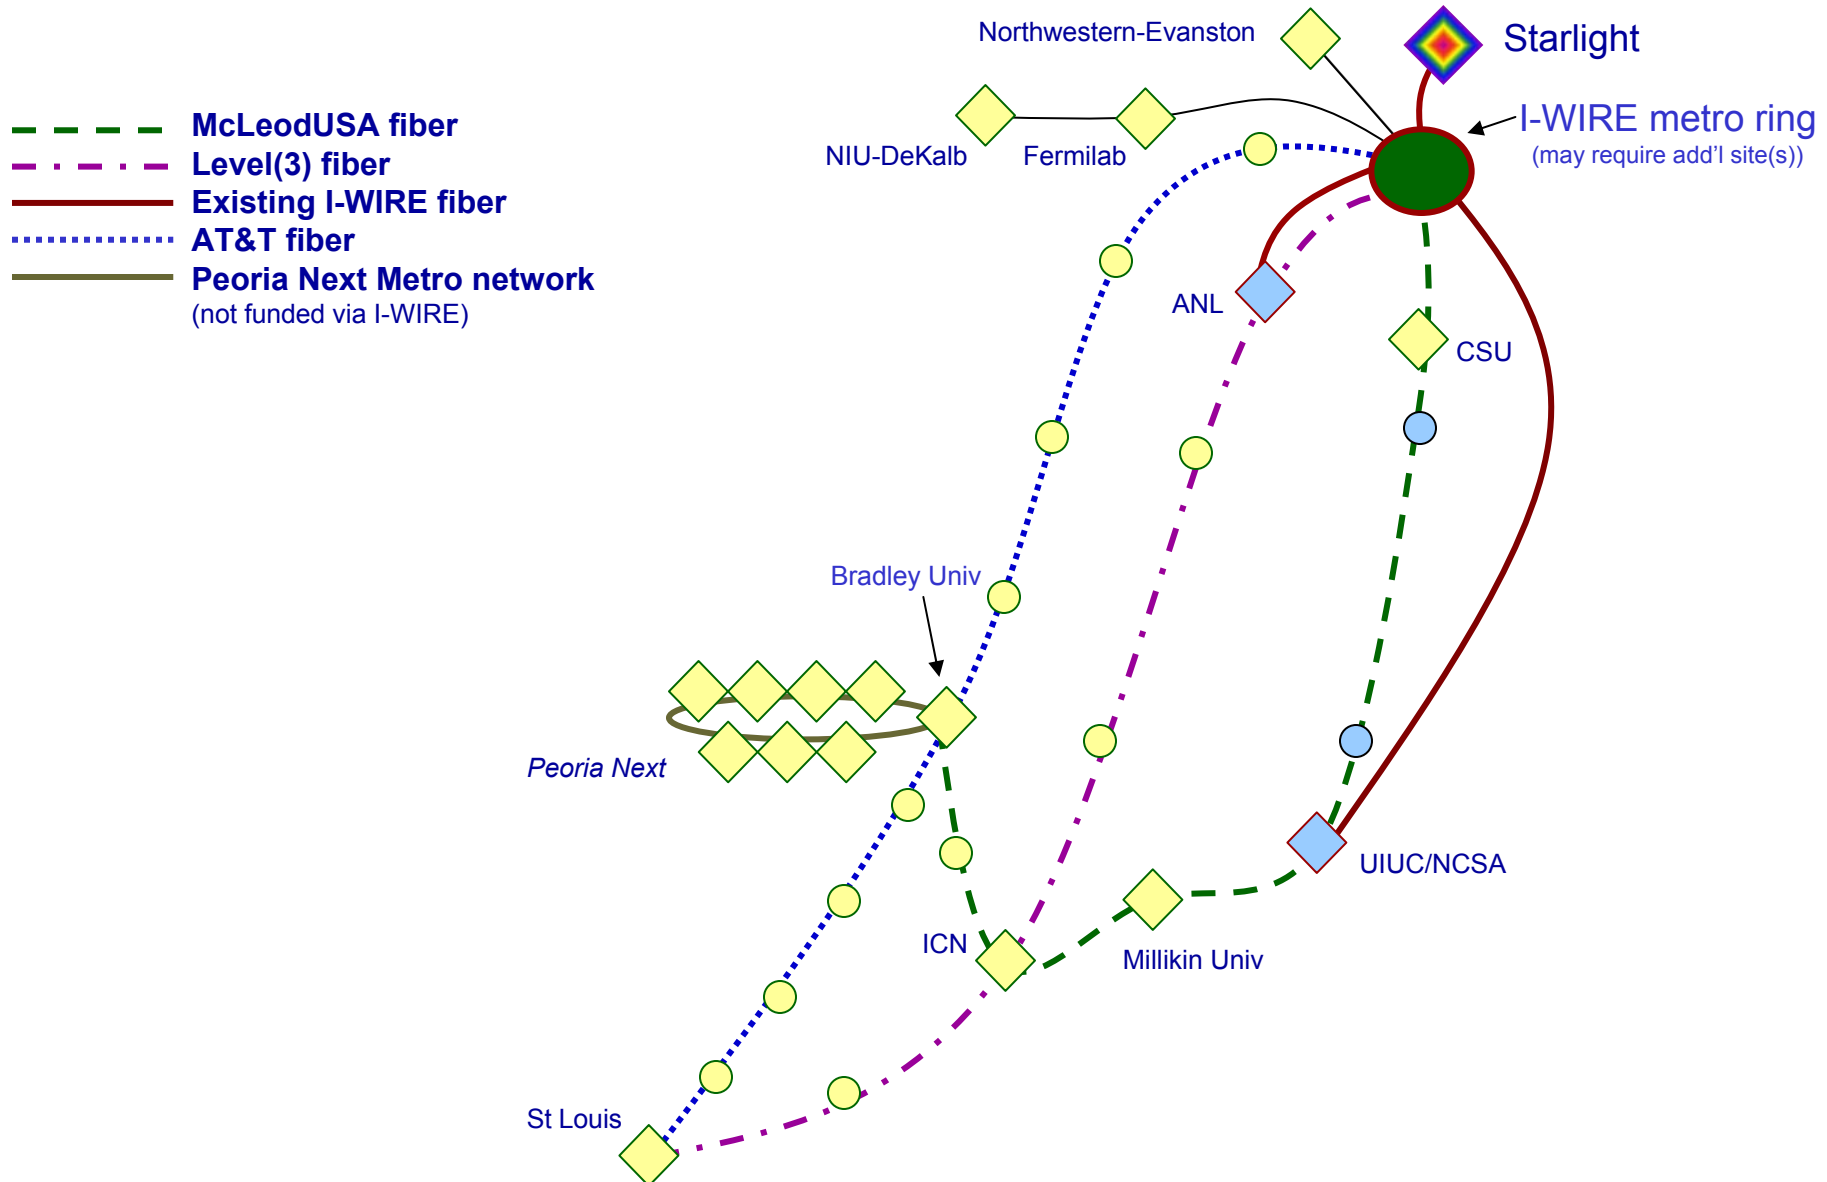 Northwestern-Evanston
Starlight
McLeodUSA fiber
Level(3) fiber
Existing I-WIRE fiber
AT&T fiber
Peoria Next Metro network
(not funded via I-WIRE)
I-WIRE metro ring
(may require add’l site(s))
NIU-DeKalb
Fermilab
ANL
CSU
Bradley Univ
Peoria Next
UIUC/NCSA
ICN
Millikin Univ
St Louis